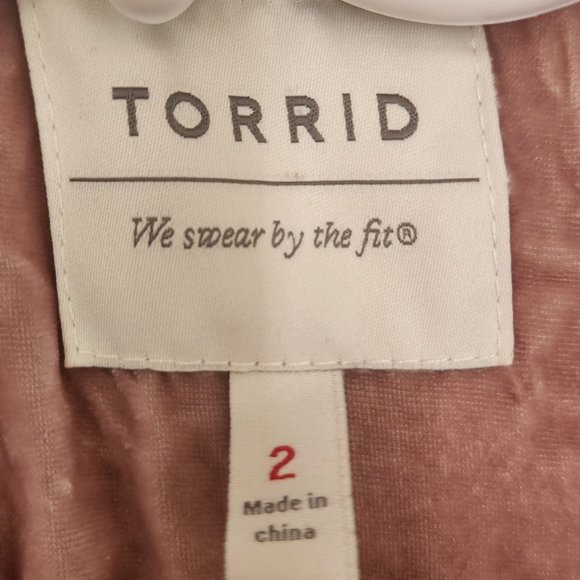 TORRID
We swear by the fit®
2
Made in
china